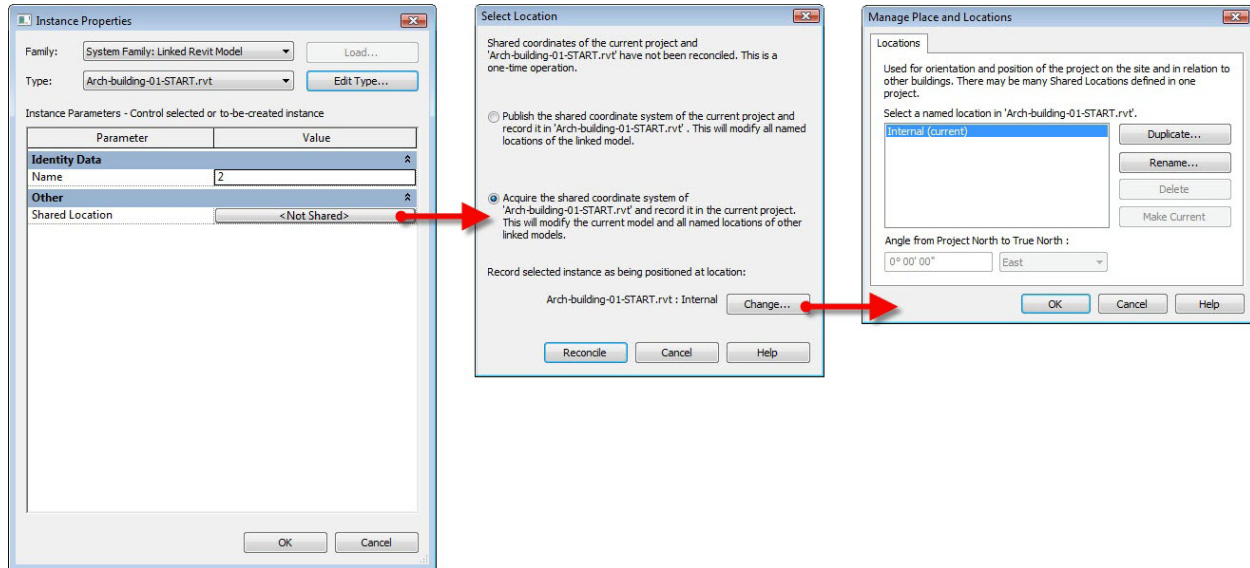 Instance Properties
Family:
System Family: Linked Revit Model
Load...
Type:
Arch-building-01-START.rvt
Edit Type...
Instance Parameters - Control selected or to-be-created instance
Parameter
Value
Identity Data
Name
2
Other
Shared Location
<Not Shared>
OK
Cancel
Select Location
Shared coordinates of the current project and
'Arch-building-01-START.rvt' have not been reconciled. This is a
one-time operation.
Publish the shared coordinate system of the current project and
record it in 'Arch-building-01-START.rvt' . This will modify all named
locations of the linked model.
Acquire the shared coordinate system of
'Arch-building-01-START.rvt' and record it in the current project.
This will modify the current model and all named locations of other
linked models.
Record selected instance as being positioned at location:
Arch-building-01-START.rvt : Internal
Change...
Reconcile
Cancel
Help
Manage Place and Locations
Locations
Used for orientation and position of the project on the site and in relation to
other buildings. There may be many Shared Locations defined in one
project.
Select a named location in 'Arch-building-01-START.rvt'.
Internal (current)
Duplicate...
Rename...
Delete
Make Current
Angle from Project North to True North :
0° 00' 00"
East
OK
Cancel
Help